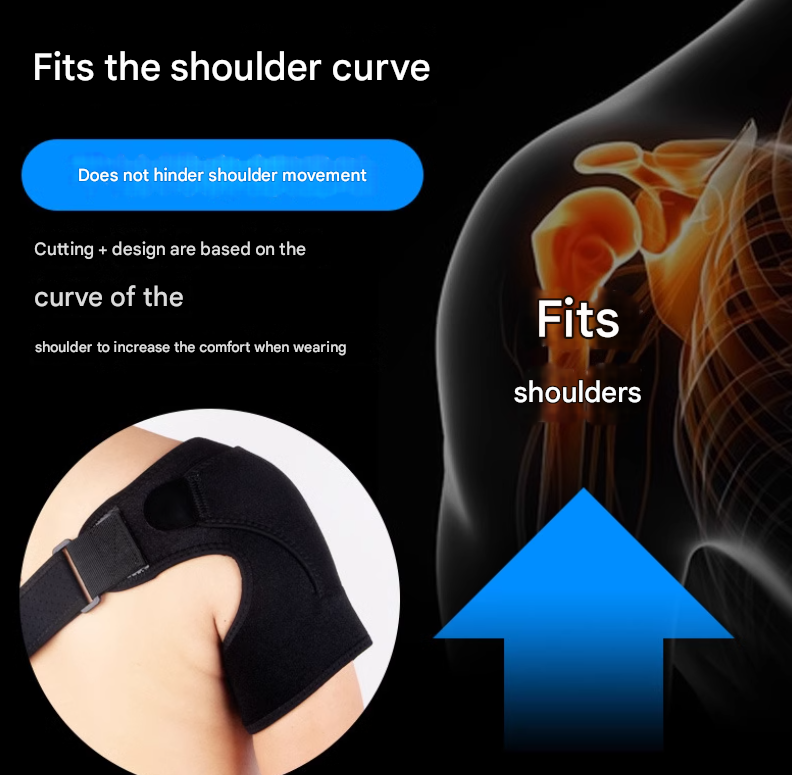 Fits the shoulder curve
Does not hinder shoulder movement
Cutting + design are based on the
curve of the
shoulder to increase the comfort when wearing
Fits
shoulders